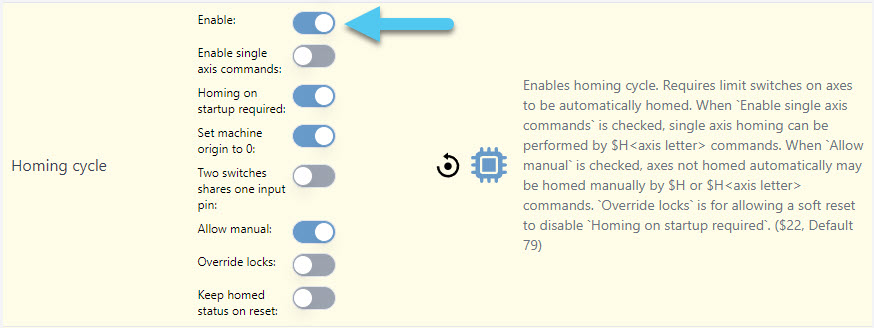 Enable:
Enable single
axis commands:
Homing on
startup required:
Set machine
origin to 0:
Homing cycle
Two switches
shares one input
pin:
Allow manual:
Override locks:
Keep homed
status on reset:
Enables homing cycle. Requires limit switches on axes
to be automatically homed. When `Enable single axis
commands` is checked, single axis homing can be
performed by $H<axis letter> commands. When `Allow
manual` is checked, axes not homed automatically may
be homed manually by $H or $H<axis letter>
commands. `Override locks` is for allowing a soft reset
to disable `Homing on startup required`. ($22, Default
79)